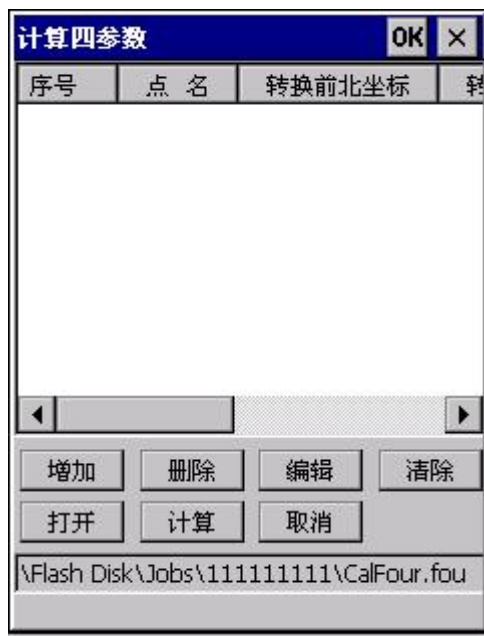 计算四参数 OK ×
序号 点 名 转换前北坐标
增加 删除 编辑 清除
打开 计算 取消
\Flash Disk\Jobs\111111111\CalFour.fou